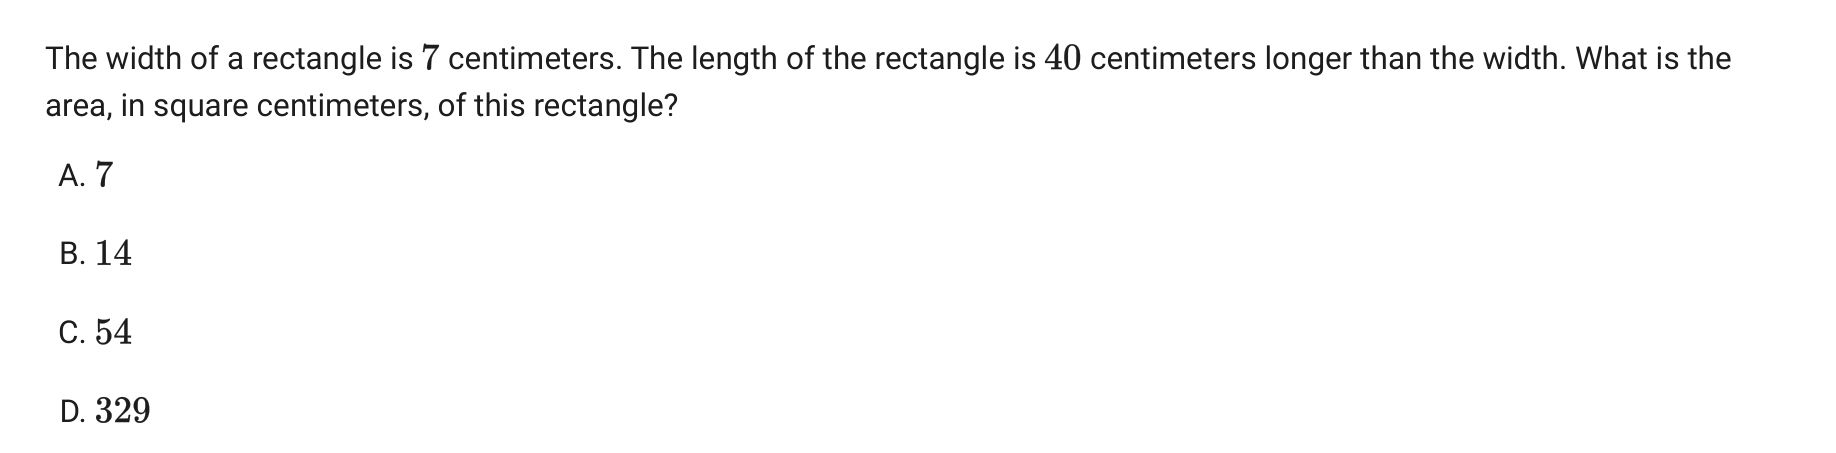 The width of a rectangle is 7 centimeters. The length of the rectangle is 40 centimeters longer than the width. What is the
area, in square centimeters, of this rectangle?
A. 7
B. 14
C. 54
D. 329